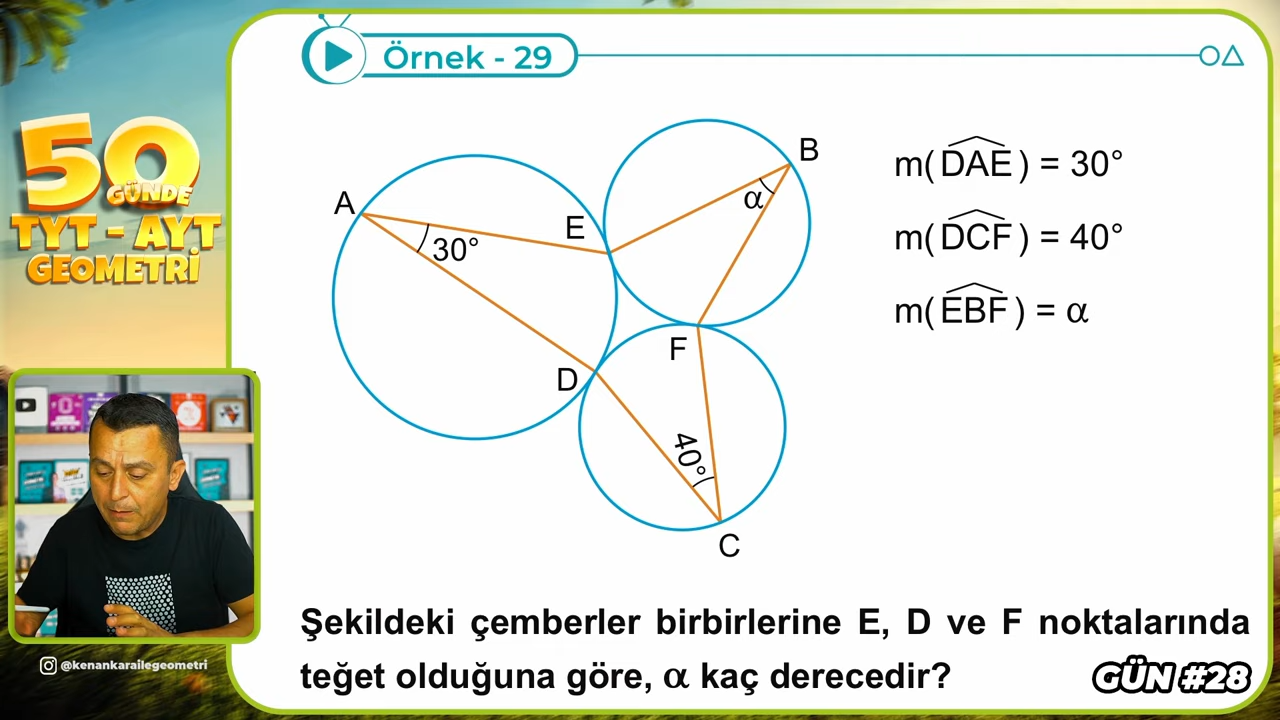 Örnek - 29
50
GÜNDE
TYT - AYT
GEOMETRİ
A
30°
E
B
α
F
D
40°
C
m(DAE) = 30°
m(DCF) = 40°
m(EBF) = α
@kenankarailegeometri
Şekildeki çemberler birbirlerine E, D ve F noktalarında
teğet olduğuna göre, α kaç derecedir?
GÜN #28